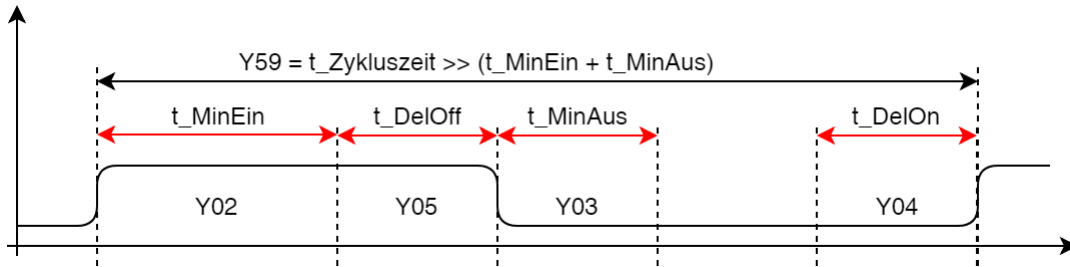 Y59 = t_Zykluszeit >> (t_MinEin + t_MinAus)
t_MinEin t_DelOff t_MinAus t_DelOn
Y02 Y05 Y03 Y04